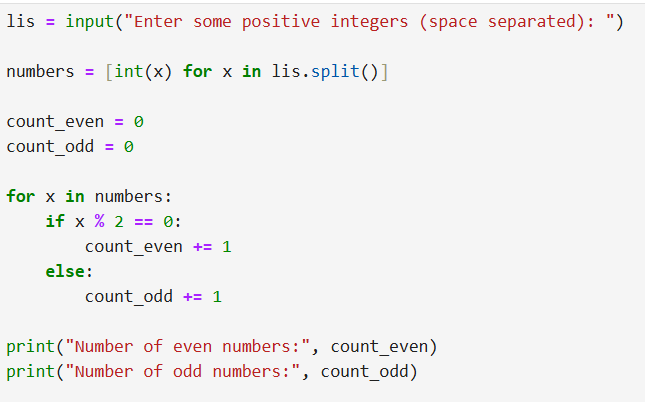 lis = input("Enter some positive integers (space separated): ")
numbers = [int(x) for x in lis.split()]
count_even = 0
count_odd = 0
for x in numbers:
    if x % 2 == 0:
        count_even += 1
    else:
        count_odd += 1
print("Number of even numbers:", count_even)
print("Number of odd numbers:", count_odd)